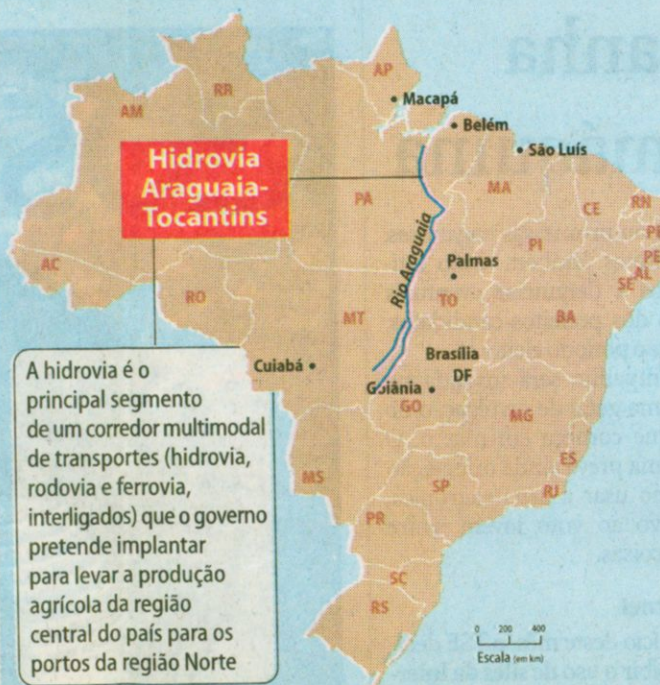 AP
RR
Macapá
AM
Belém
Hidrovia
Araguaia-
Tocantins
São Luís
PA
MA
CE
RN
Rio Araguaia
PI
PE
AC
Palmas
AL
SE
RO
TO
MT
BA
Cuiabá
Brasília
DF
Goiânia
GO
MG
MS
ES
SP
RJ
PR
SC
RS
A hidrovia é o
principal segmento
de um corredor multimodal
de transportes (hidrovia,
rodovia e ferrovia,
interligados) que o governo
pretende implantar
para levar a produção
agrícola da região
central do país para os
portos da região Norte
0 200 400
Escala (em km)